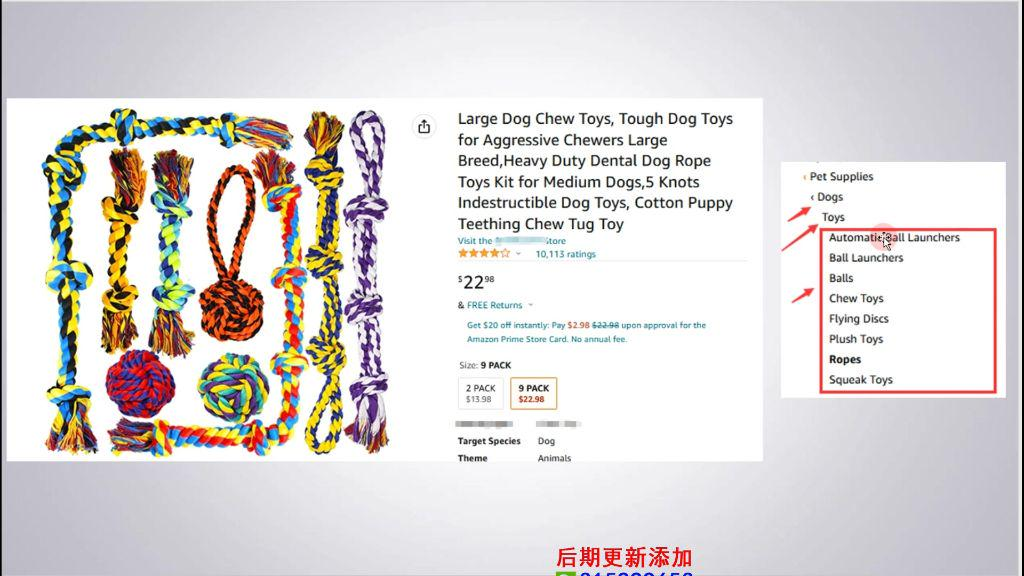 Large Dog Chew Toys, Tough Dog Toys
for Aggressive Chewers Large
Breed,Heavy Duty Dental Dog Rope
Toys Kit for Medium Dogs,5 Knots
Indestructible Dog Toys, Cotton Puppy
Teething Chew Tug Toy
Visit the
10,113 ratings
$2298
& FREE Returns
Get $20 off instantly: Pay $2.98 $22.98 upon approval for the
Amazon Prime Store Card. No annual fee.
Size: 9 PACK
2 PACK
$13.98
9 PACK
$22.98
Target Species Dog
Theme Animals
‹ Pet Supplies
‹ Dogs
Toys
Automatic Ball Launchers
Ball Launchers
Balls
Chew Toys
Flying Discs
Plush Toys
Ropes
Squeak Toys
后期更新添加